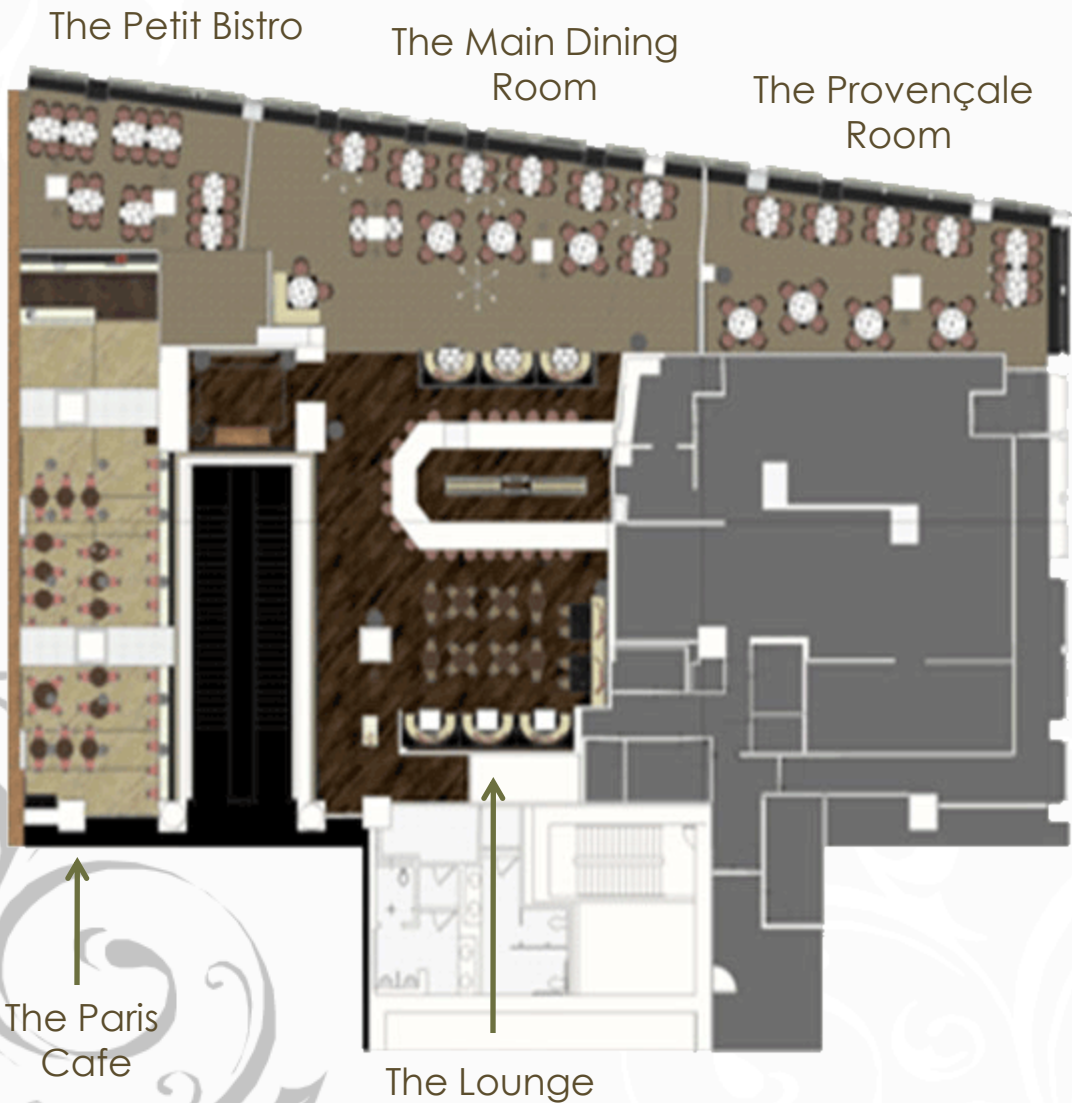 The Petit Bistro
The Main Dining
Room
The Provençale
Room
The Paris
Cafe
The Lounge